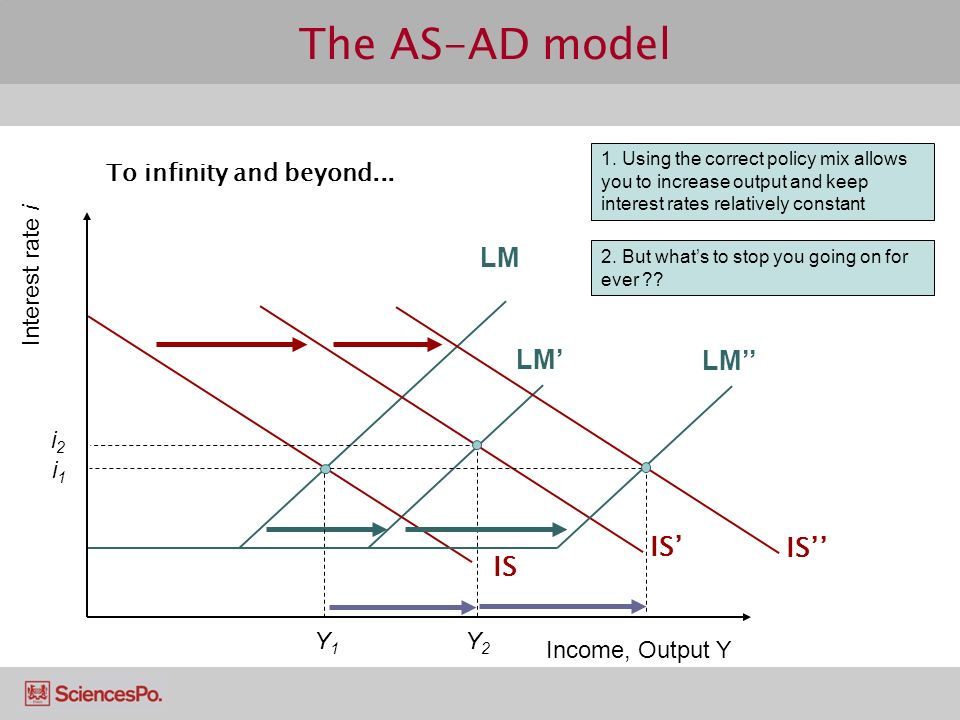 The AS-AD model
To infinity and beyond...
1. Using the correct policy mix allows
you to increase output and keep
interest rates relatively constant
2. But what's to stop you going on for
ever ??
Interest rate i
LM
LM'
LM''
i2
i1
IS
IS'
IS''
Y1
Y2
Income, Output Y
SciencesPo.